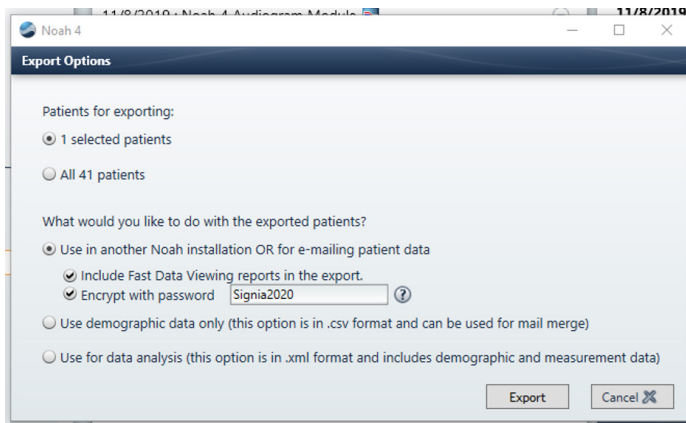 11/8/2019 : Noah 4 Audiogram Module
11/8/2019
Noah 4
Export Options
Patients for exporting:
1 selected patients
All 41 patients
What would you like to do with the exported patients?
Use in another Noah installation OR for e-mailing patient data
Include Fast Data Viewing reports in the export.
Encrypt with password Signia2020 ?
Use demographic data only (this option is in .csv format and can be used for mail merge)
Use for data analysis (this option is in .xml format and includes demographic and measurement data)
Export Cancel